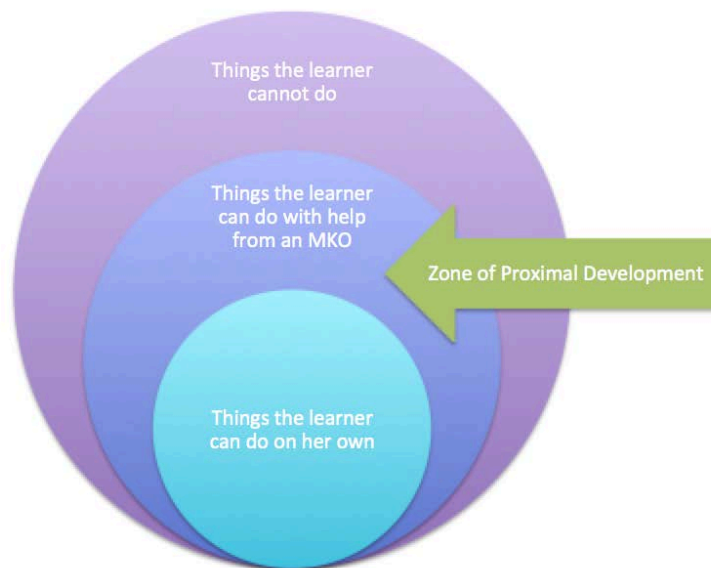 Things the learner
cannot do
Things the learner
can do with help
from an MKO
Zone of Proximal Development
Things the learner
can do on her own